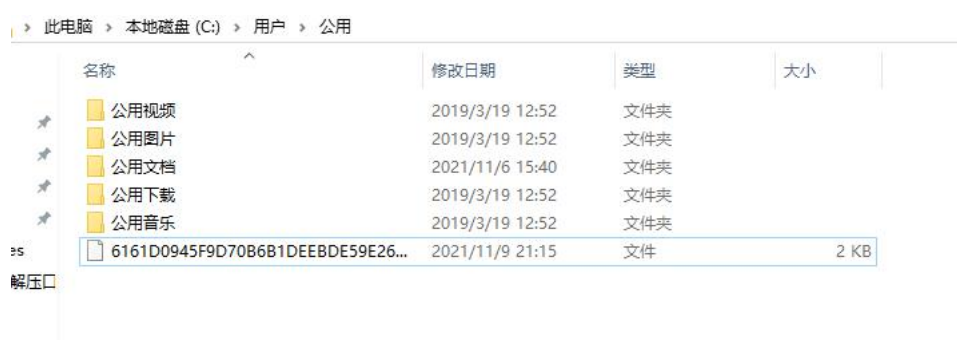 › 此电脑 › 本地磁盘 (C:) › 用户 › 公用
名称 修改日期 类型 大小
公用视频 2019/3/19 12:52 文件夹
公用图片 2019/3/19 12:52 文件夹
公用文档 2021/11/6 15:40 文件夹
公用下载 2019/3/19 12:52 文件夹
公用音乐 2019/3/19 12:52 文件夹
es 6161D0945F9D70B6B1DEEBDE59E26... 2021/11/9 21:15 文件 2 KB
解压口